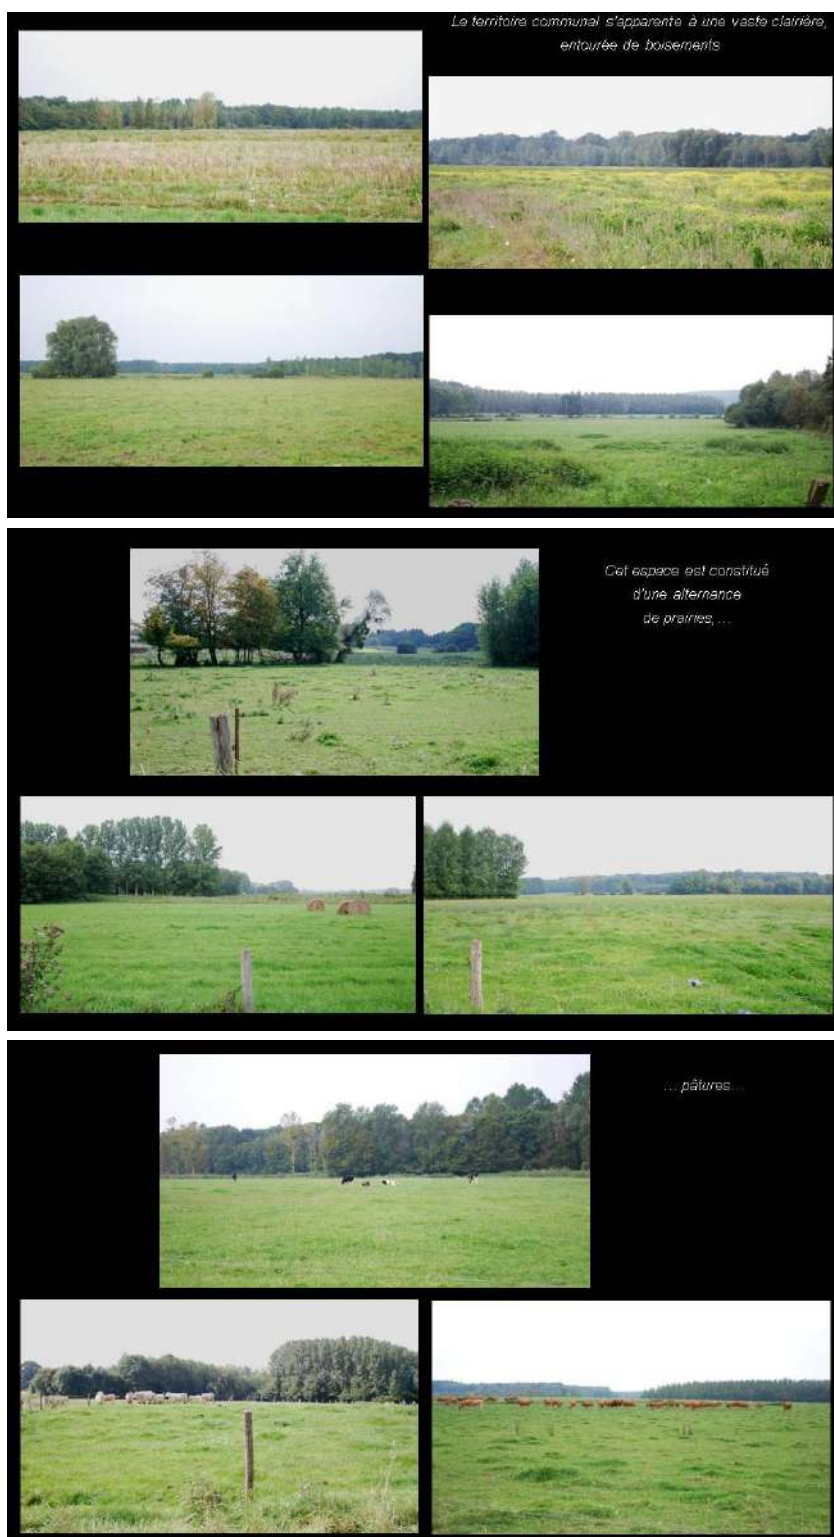 Le territoire communal s'apparente à une vaste clairière,
entourée de boisements
Cet espace est constitué
d'une alternance
de prairies, ...
... pâtures...